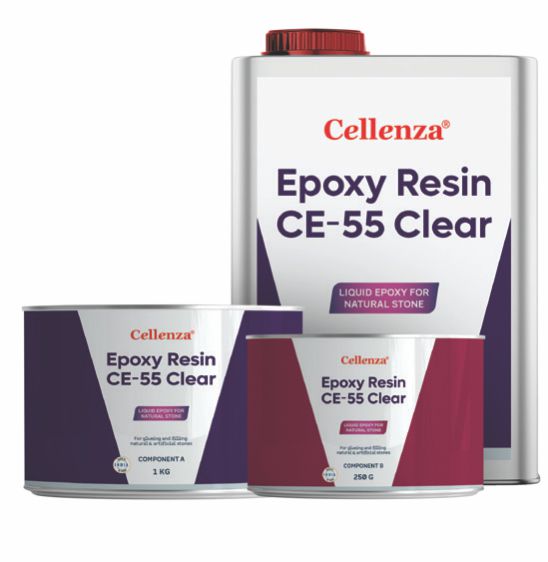 Cellenza®
Epoxy Resin
CE-55 Clear
LIQUID EPOXY FOR
NATURAL STONE
Cellenza®
Epoxy Resin
CE-55 Clear
LIQUID EPOXY FOR
NATURAL STONE
For glueing and filling
natural & artificial stones
COMPONENT A
1 KG
INDIA
Cellenza®
Epoxy Resin
CE-55 Clear
LIQUID EPOXY FOR
NATURAL STONE
For glueing and filling
natural & artificial stones
COMPONENT B
250 G
INDIA